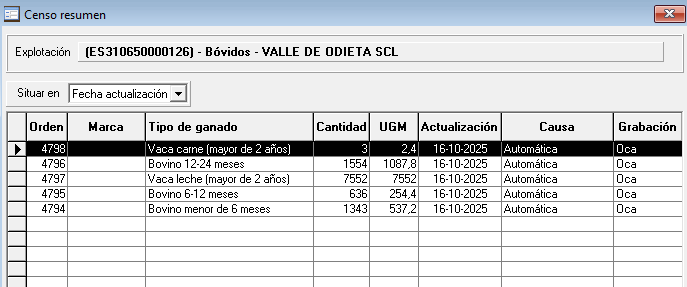 Censo resumen
Explotación (ES310650000126) - Bóvidos - VALLE DE ODIETA SCL
Situar en Fecha actualización
Orden Marca Tipo de ganado Cantidad UGM Actualización Causa Grabación
4798 Vaca carne (mayor de 2 años) 3 2,4 16-10-2025 Automática Oca
4796 Bovino 12-24 meses 1554 1087,8 16-10-2025 Automática Oca
4797 Vaca leche (mayor de 2 años) 7552 7552 16-10-2025 Automática Oca
4795 Bovino 6-12 meses 636 254,4 16-10-2025 Automática Oca
4794 Bovino menor de 6 meses 1343 537,2 16-10-2025 Automática Oca